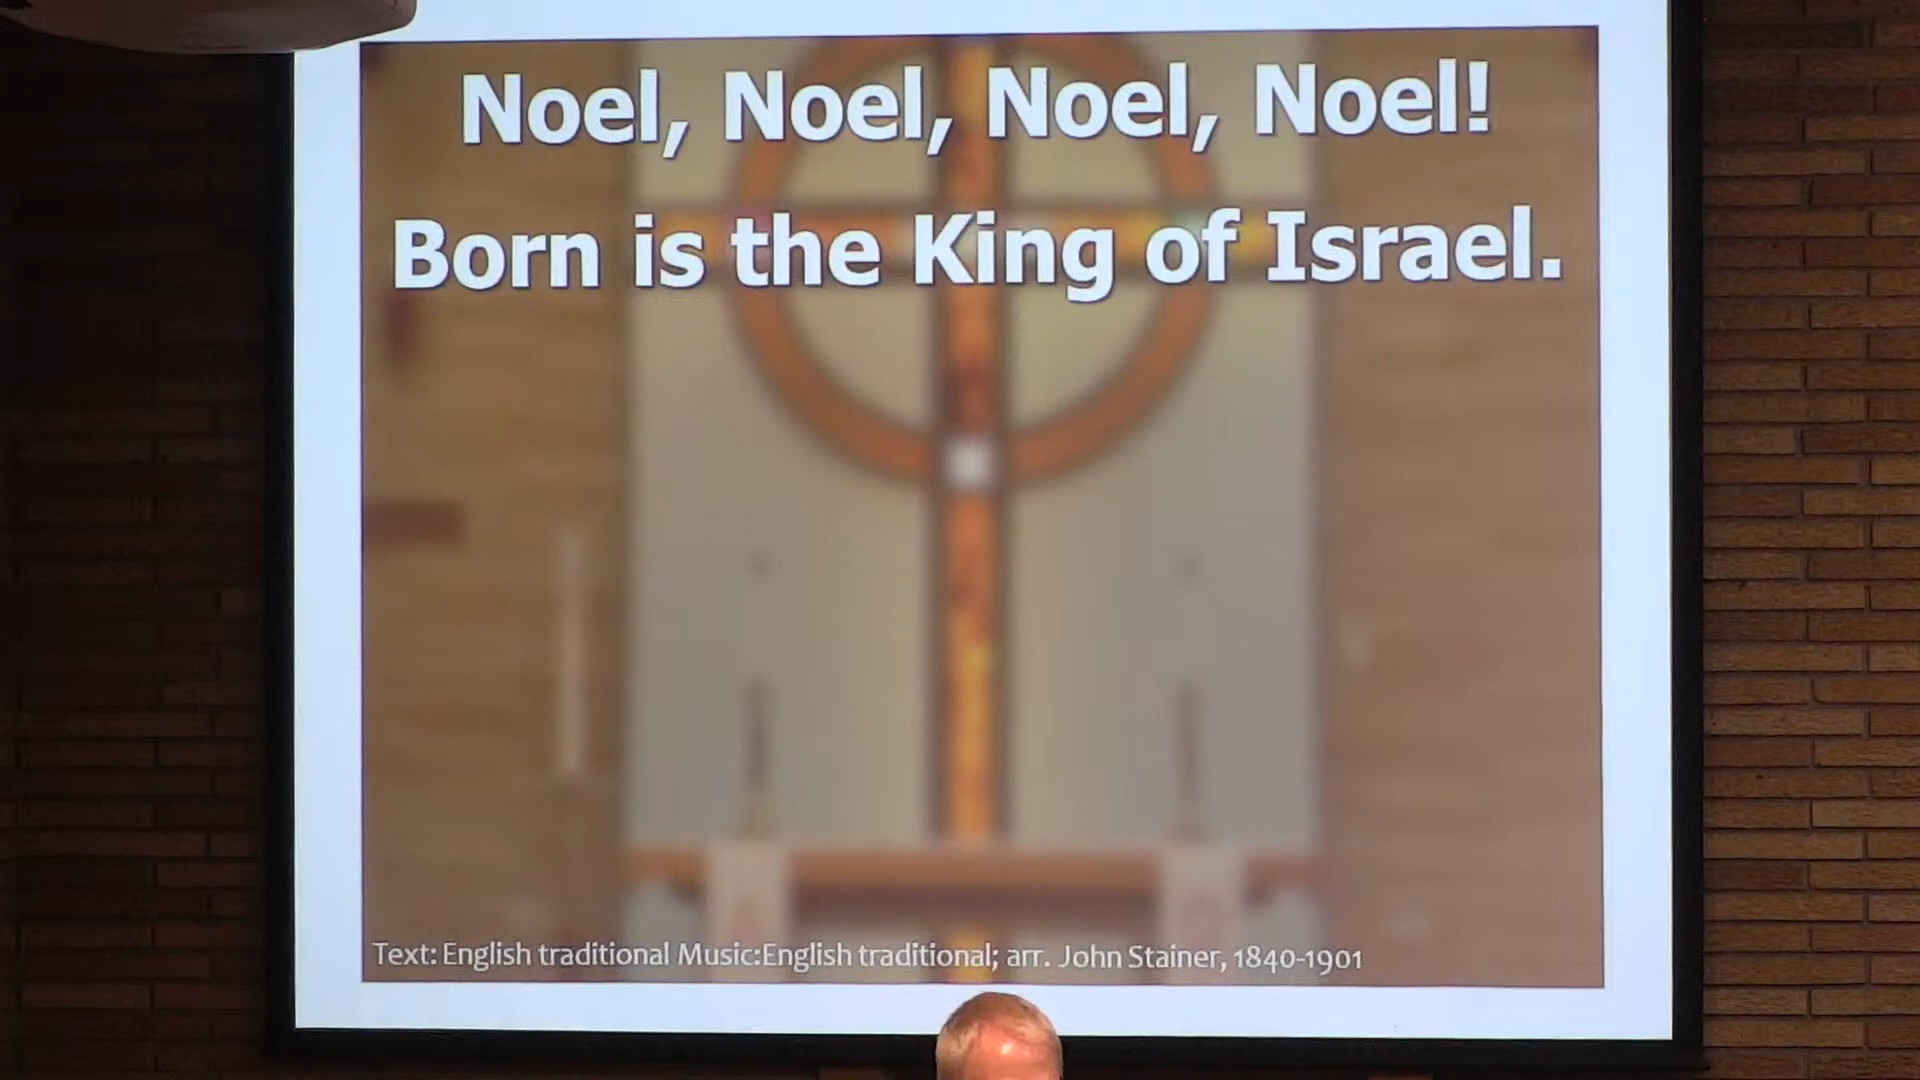 Noel, Noel, Noel, Noel!
Born is the King of Israel.
Text: English traditional Music:English traditional; arr. John Stainer, 1840-1901